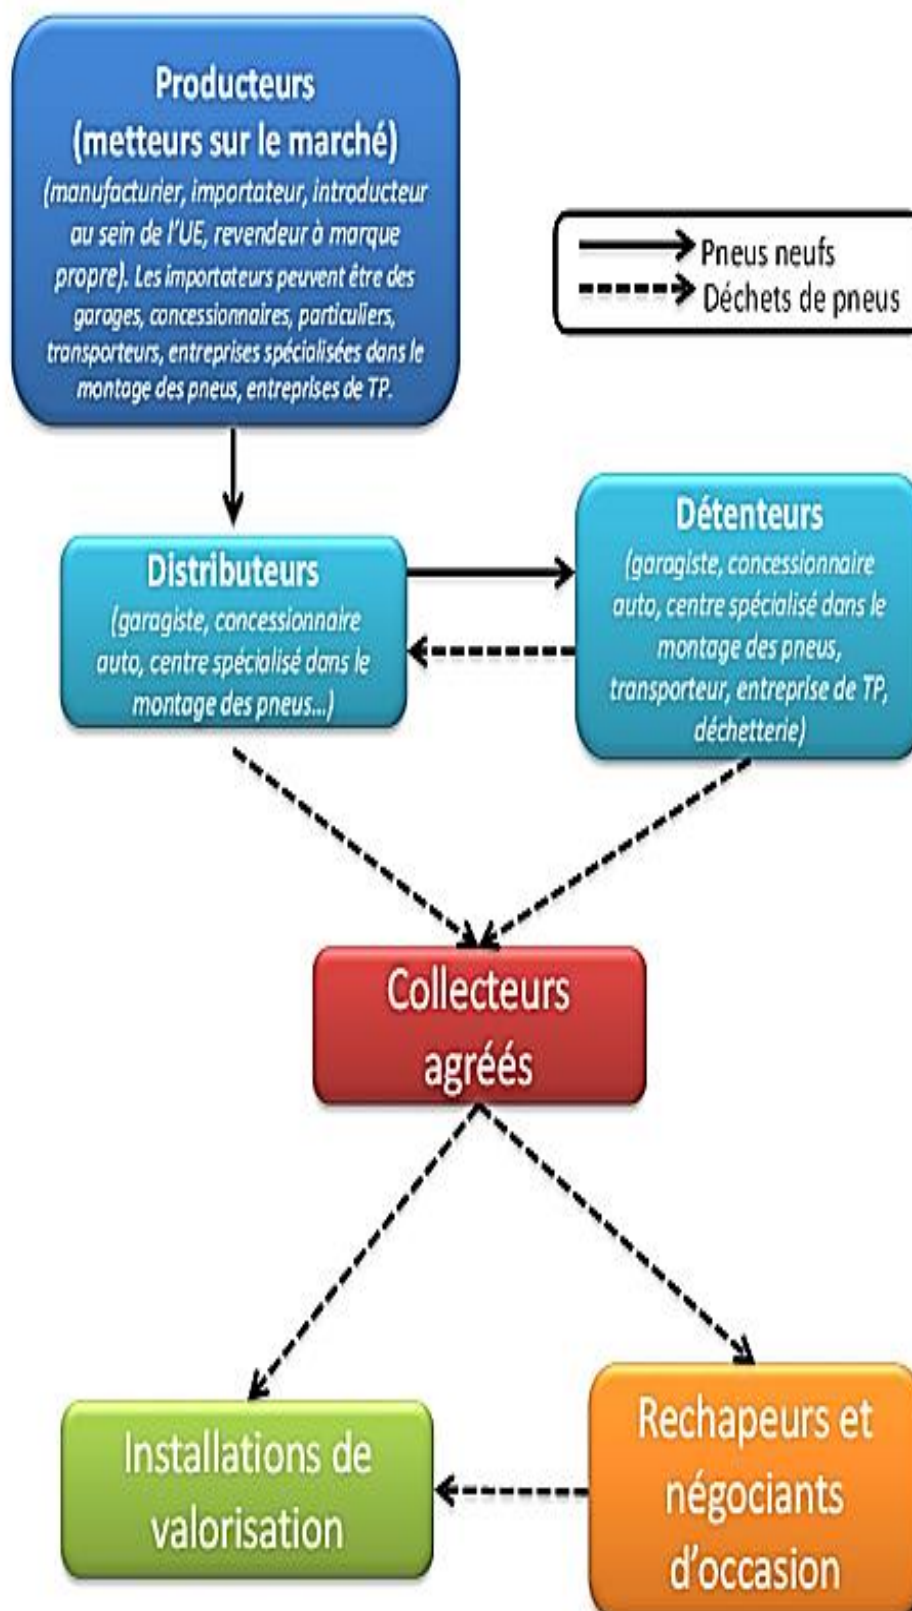 Producteurs
(metteurs sur le marché)
(manufacturier, importateur, introducteur
au sein de l'UE, revendeur à marque
propre). Les importateurs peuvent être des
garages, concessionnaires, particuliers,
transporteurs, entreprises spécialisées dans le
montage des pneus, entreprises de TP.
Pneus neufs
Déchets de pneus
Distributeurs
(garagiste, concessionnaire
auto, centre spécialisé dans le
montage des pneus...)
Détenteurs
(garagiste, concessionnaire
auto, centre spécialisé dans le
montage des pneus,
transporteur, entreprise de TP,
déchetterie)
Collecteurs
agréés
Installations de
valorisation
Rechapeurs et
négociants
d'occasion